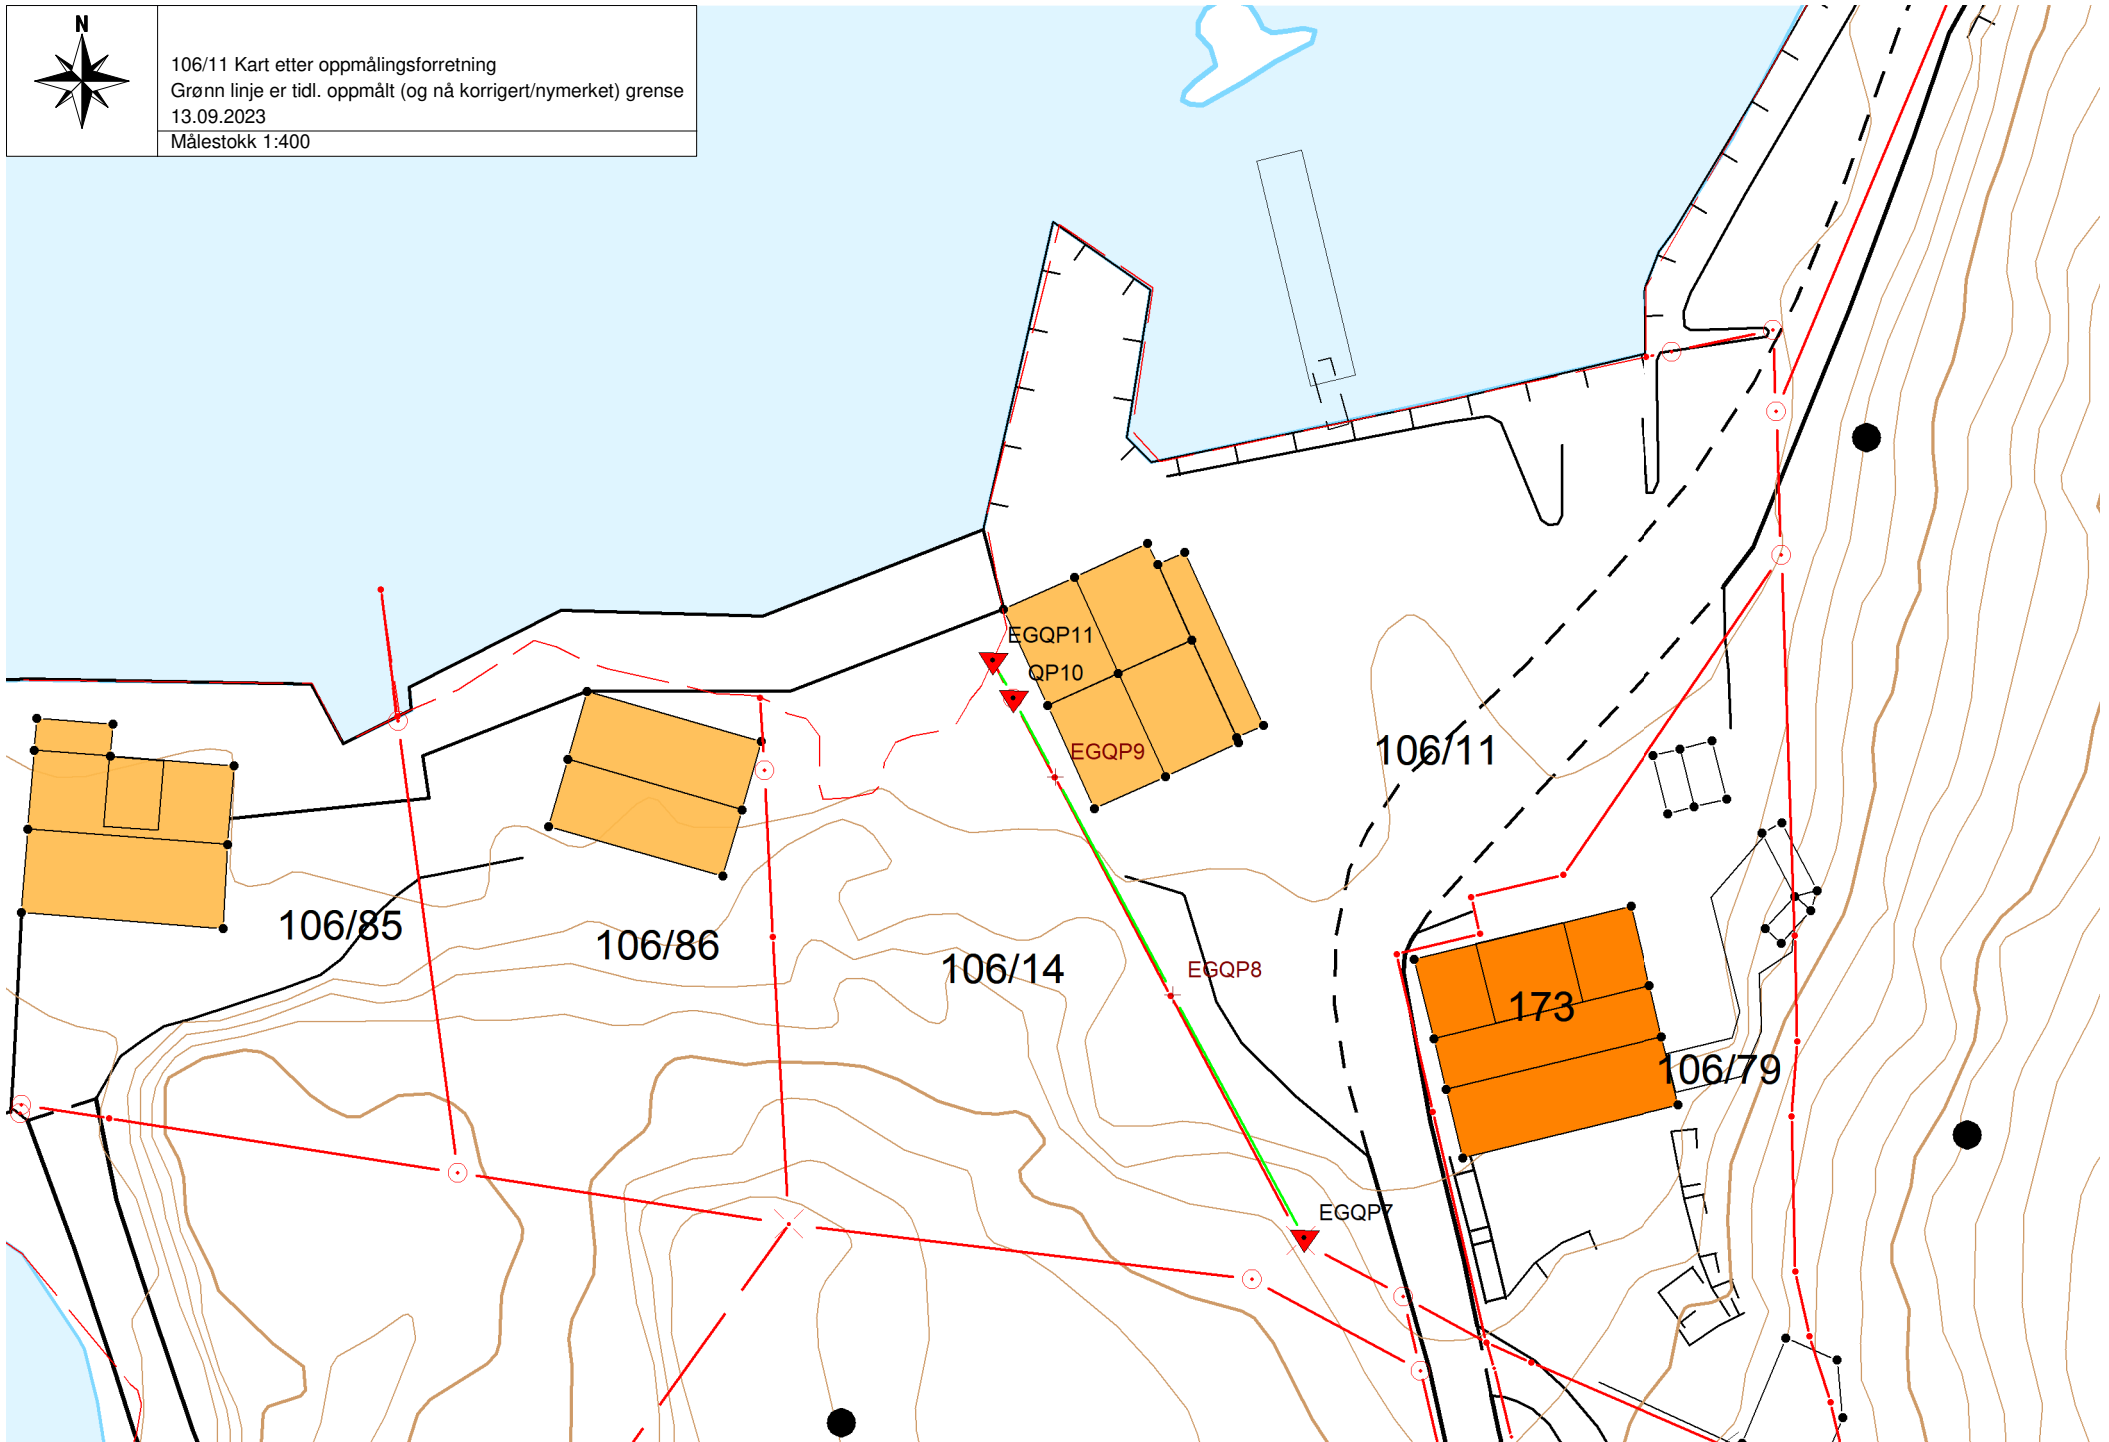 N
106/11 Kart etter oppmålingsforretning
Grønn linje er tidl. oppmålt (og nå korrigert/nymerket) grense
13.09.2023
Målestokk 1:400
EGQP11
QP10
EGQP9
106/11
106/85
106/86
106/14
EGQP8
173
106/79
EGQP7